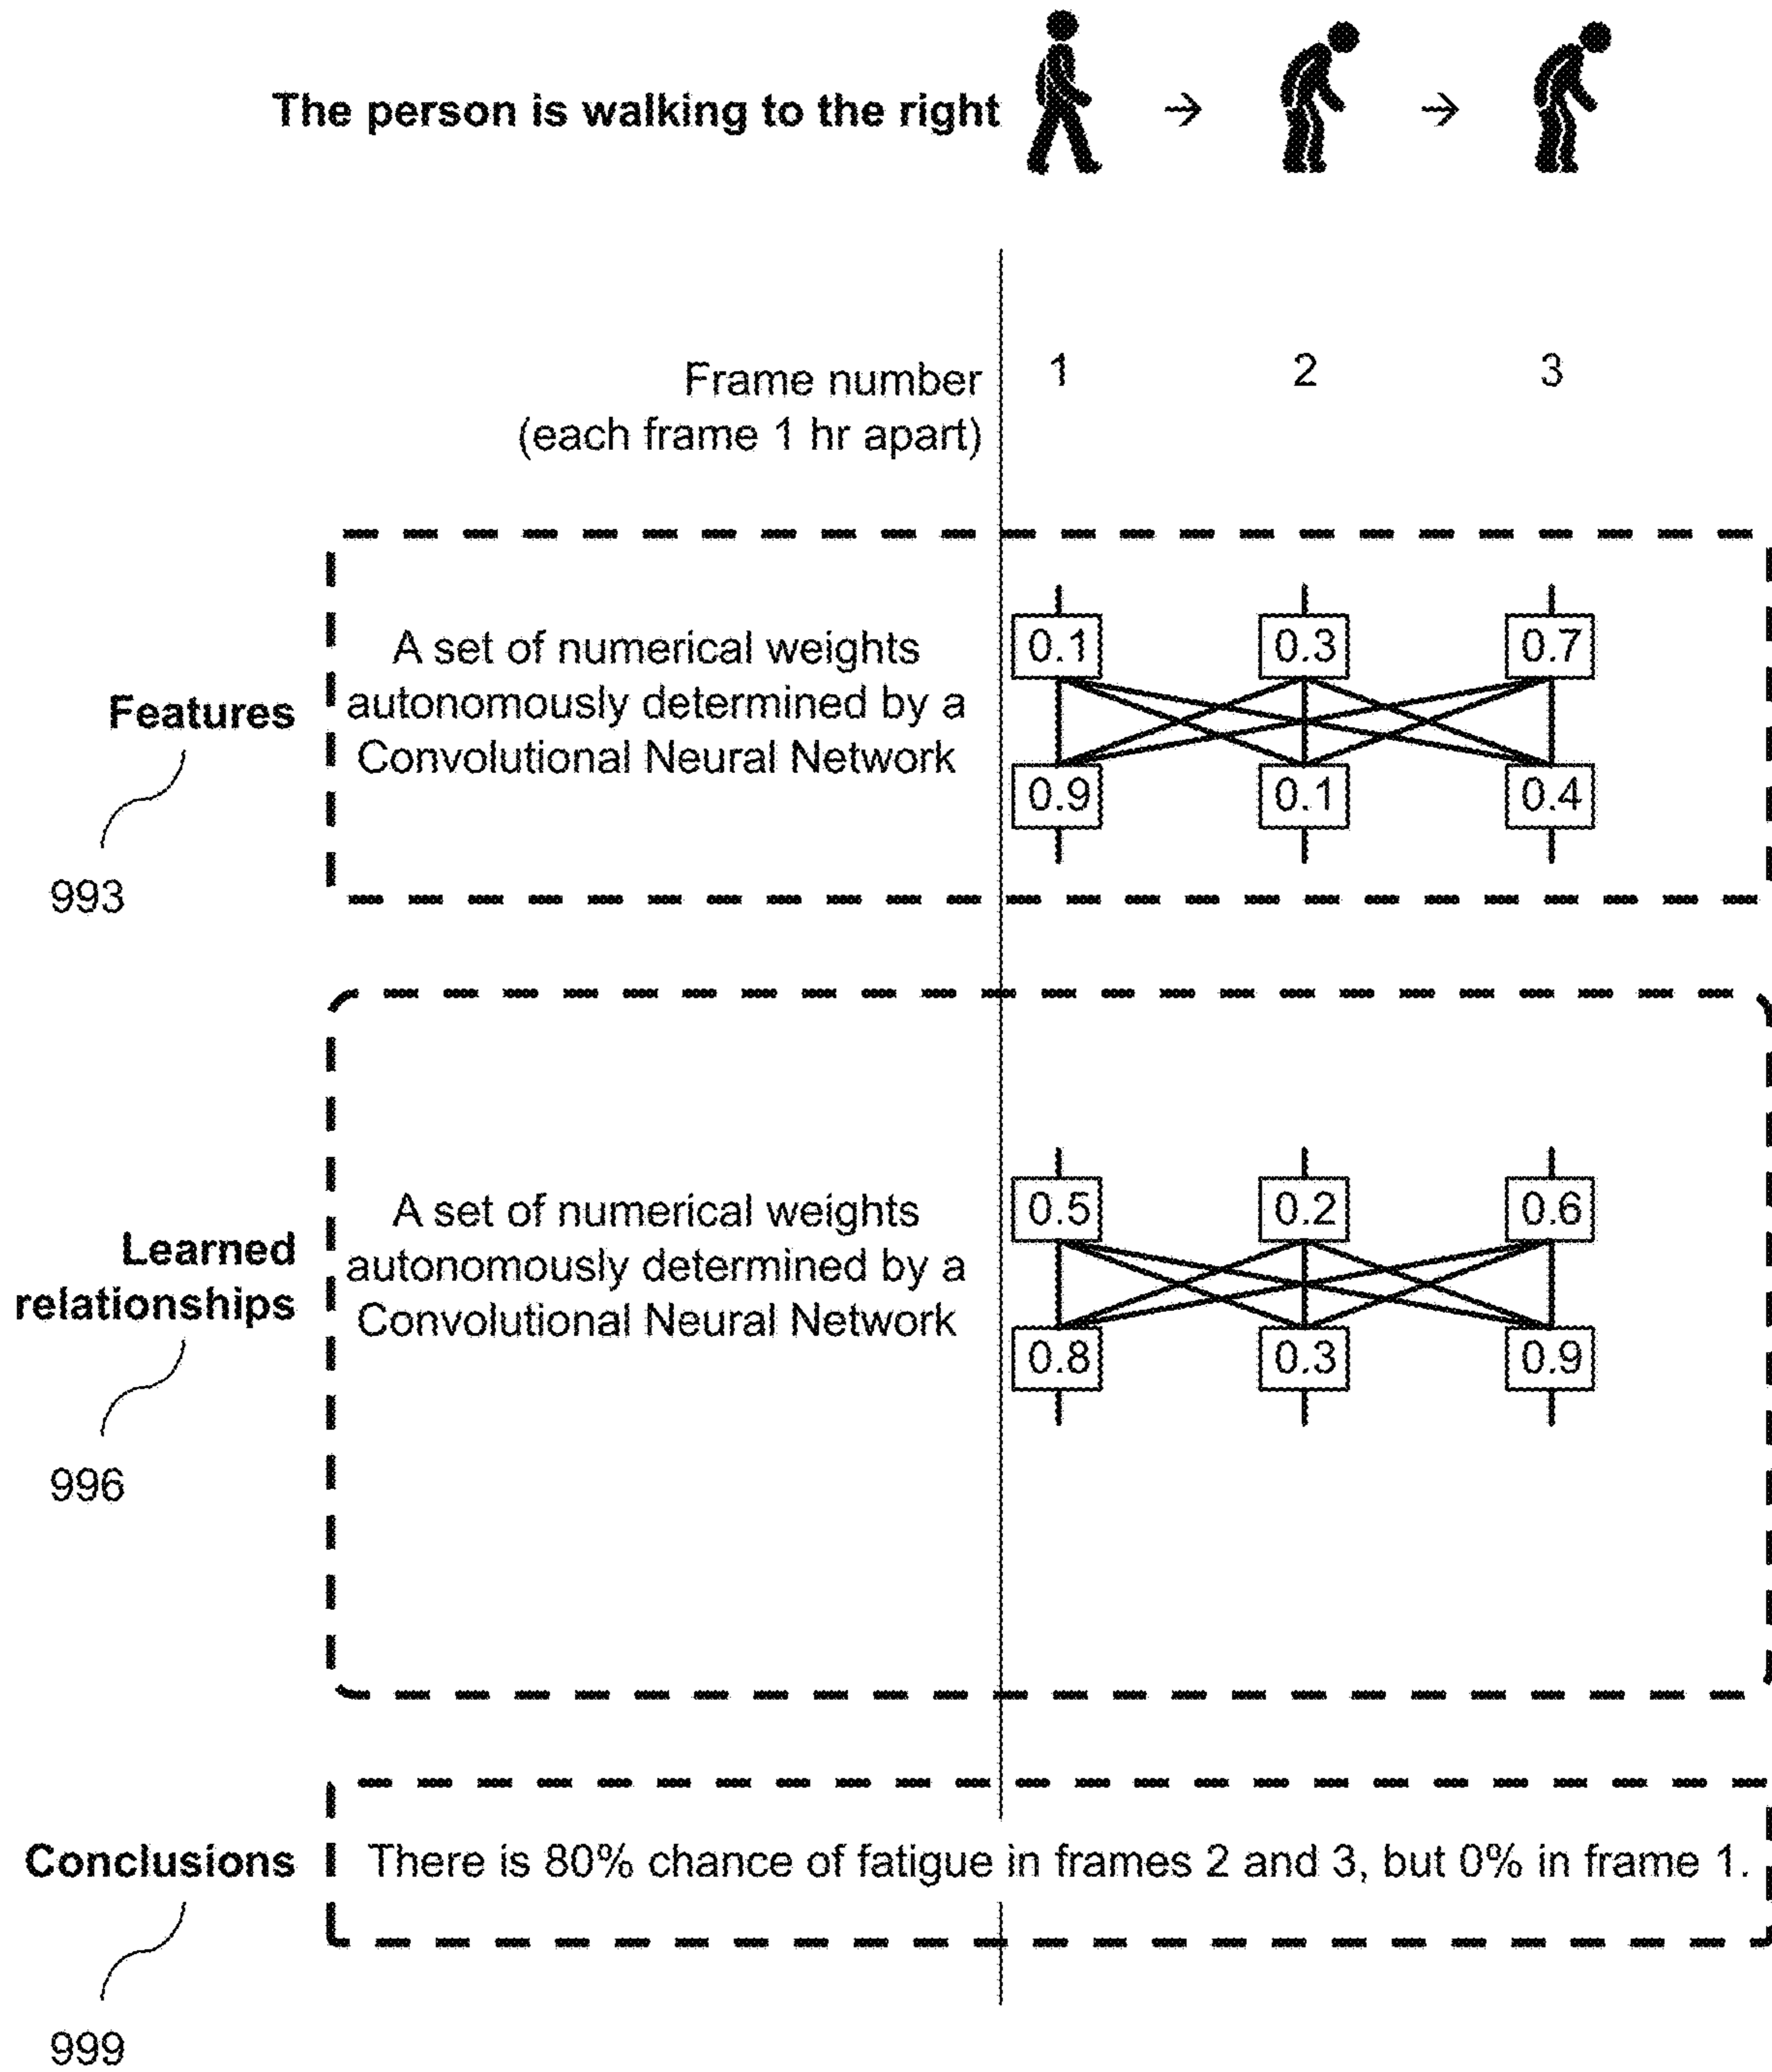 The person is walking to the right
Frame number
(each frame 1 hr apart)
1 2 3
Features
993
A set of numerical weights
autonomously determined by a
Convolutional Neural Network
0.1 0.3 0.7
0.9 0.1 0.4
Learned
relationships
996
A set of numerical weights
autonomously determined by a
Convolutional Neural Network
0.5 0.2 0.6
0.8 0.3 0.9
Conclusions
999
There is 80% chance of fatigue in frames 2 and 3, but 0% in frame 1.